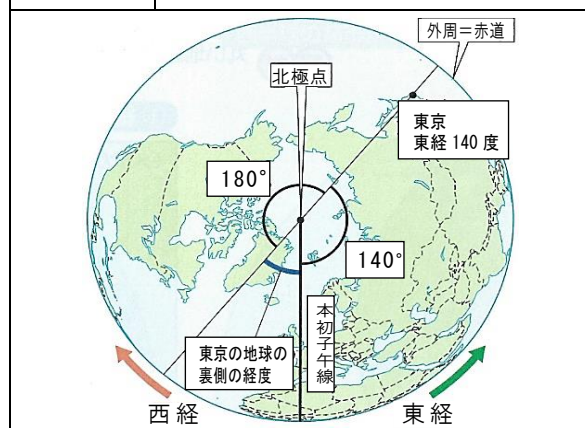 外周＝赤道
北極点
東京
東経 140 度
180°
140°
本初子午線
東京の地球の
裏側の経度
西経
東経